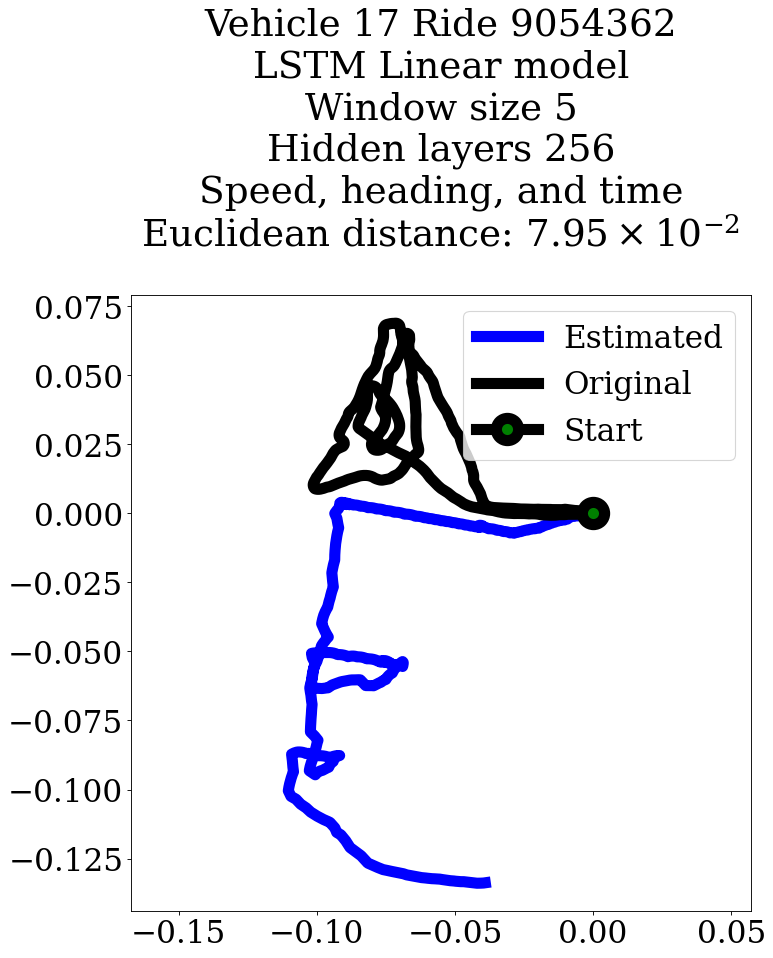 Vehicle 17 Ride 9054362
LSTM Linear model
Window size 5
Hidden layers 256
Speed, heading, and time
Euclidean distance: 7.95 × 10⁻²
Estimated
Original
Start
0.075
0.050
0.025
0.000
−0.025
−0.050
−0.075
−0.100
−0.125
−0.15 −0.10 −0.05 0.00 0.05